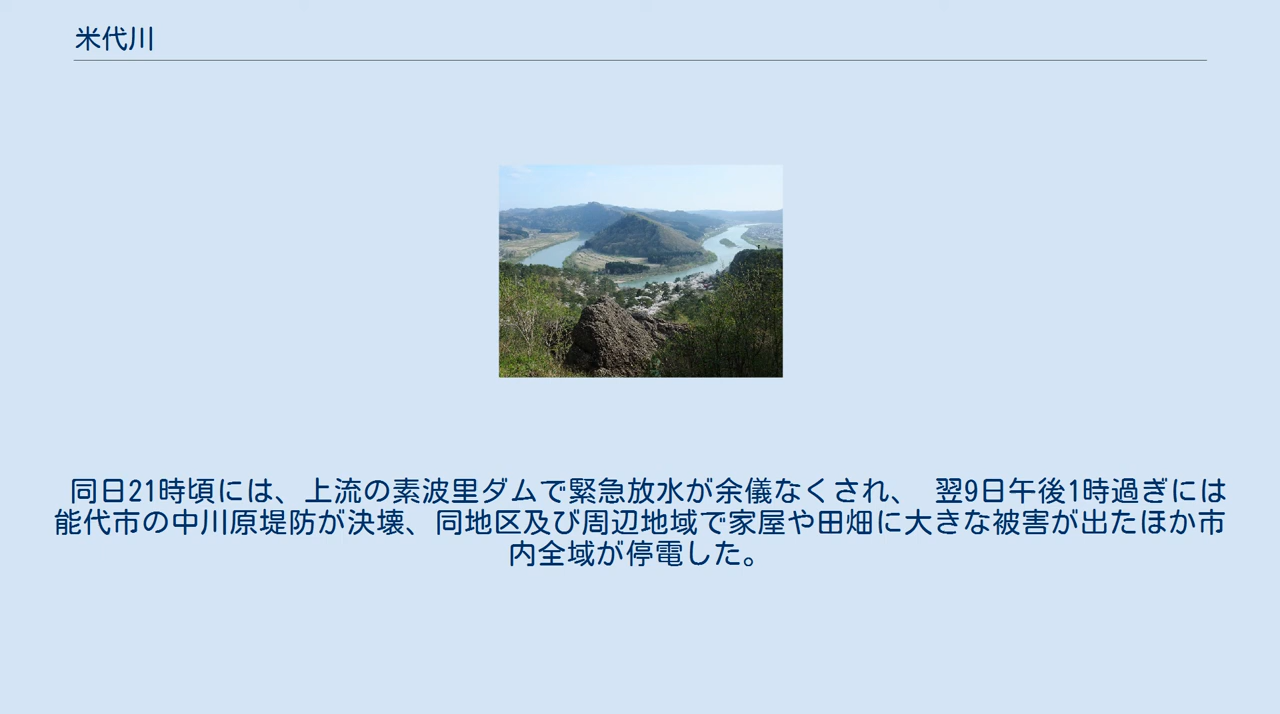 米代川
同日21時頃には、上流の素波里ダムで緊急放水が余儀なくされ、 翌9日午後1時過ぎには
能代市の中川原堤防が決壊、同地区及び周辺地域で家屋や田畑に大きな被害が出たほか市
内全域が停電した。